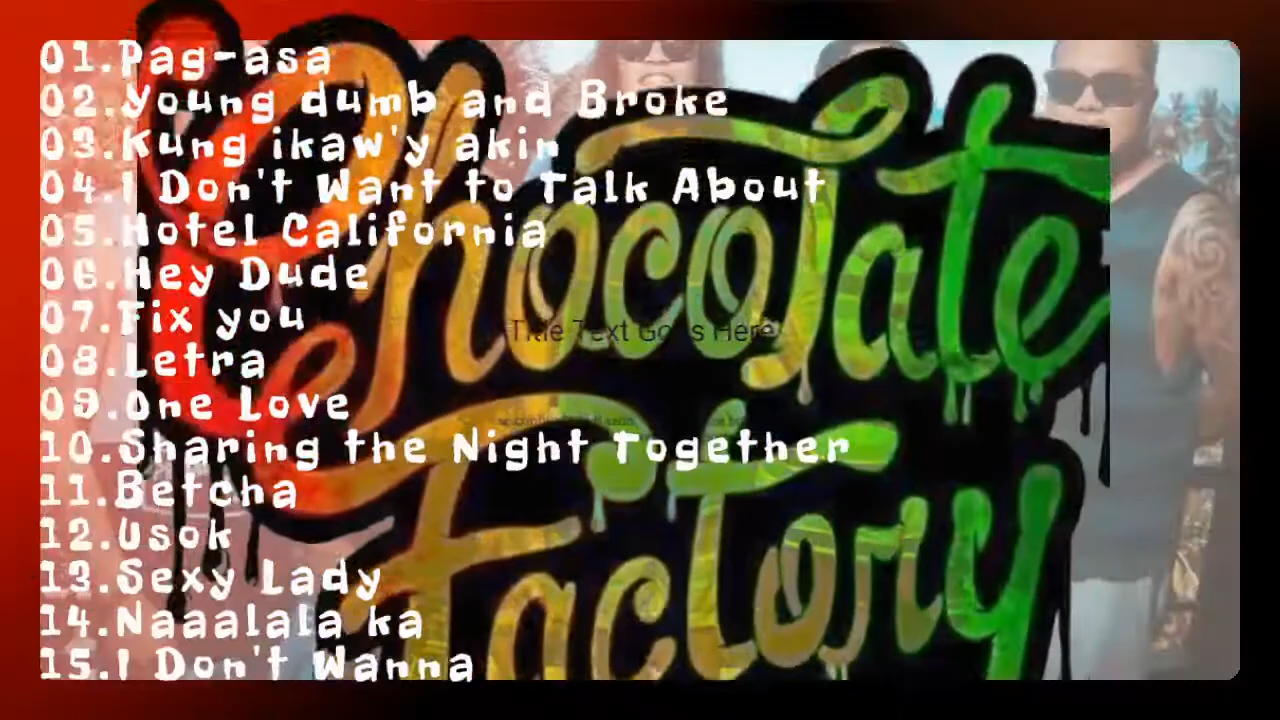 01.Pag-asa
02.Young dumb and Broke
03.Kung ikaw'y akin
04.I Don't Want to Talk About
05.Hotel California
06.Hey Dude
07.Fix you
08.Letra
09.One Love
10.Sharing the Night Together
11.Betcha
12.Usok
13.Sexy Lady
14.Naaalala ka
15.I Don't Wanna
Chocolate
Factory
Title Text Goes Here